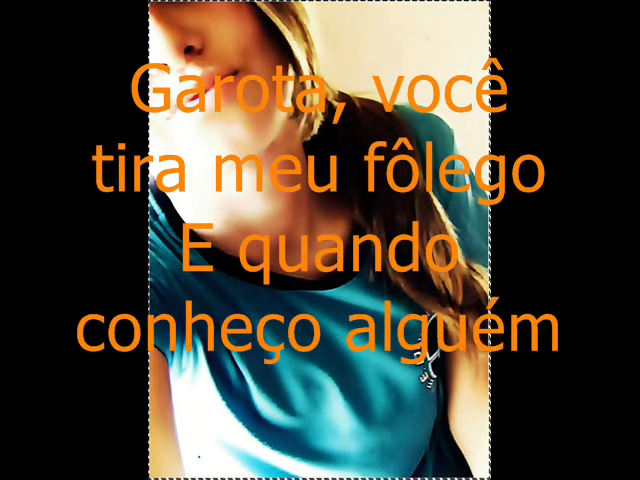 Garota, você
tira meu fôlego
E quando
conheço alguém